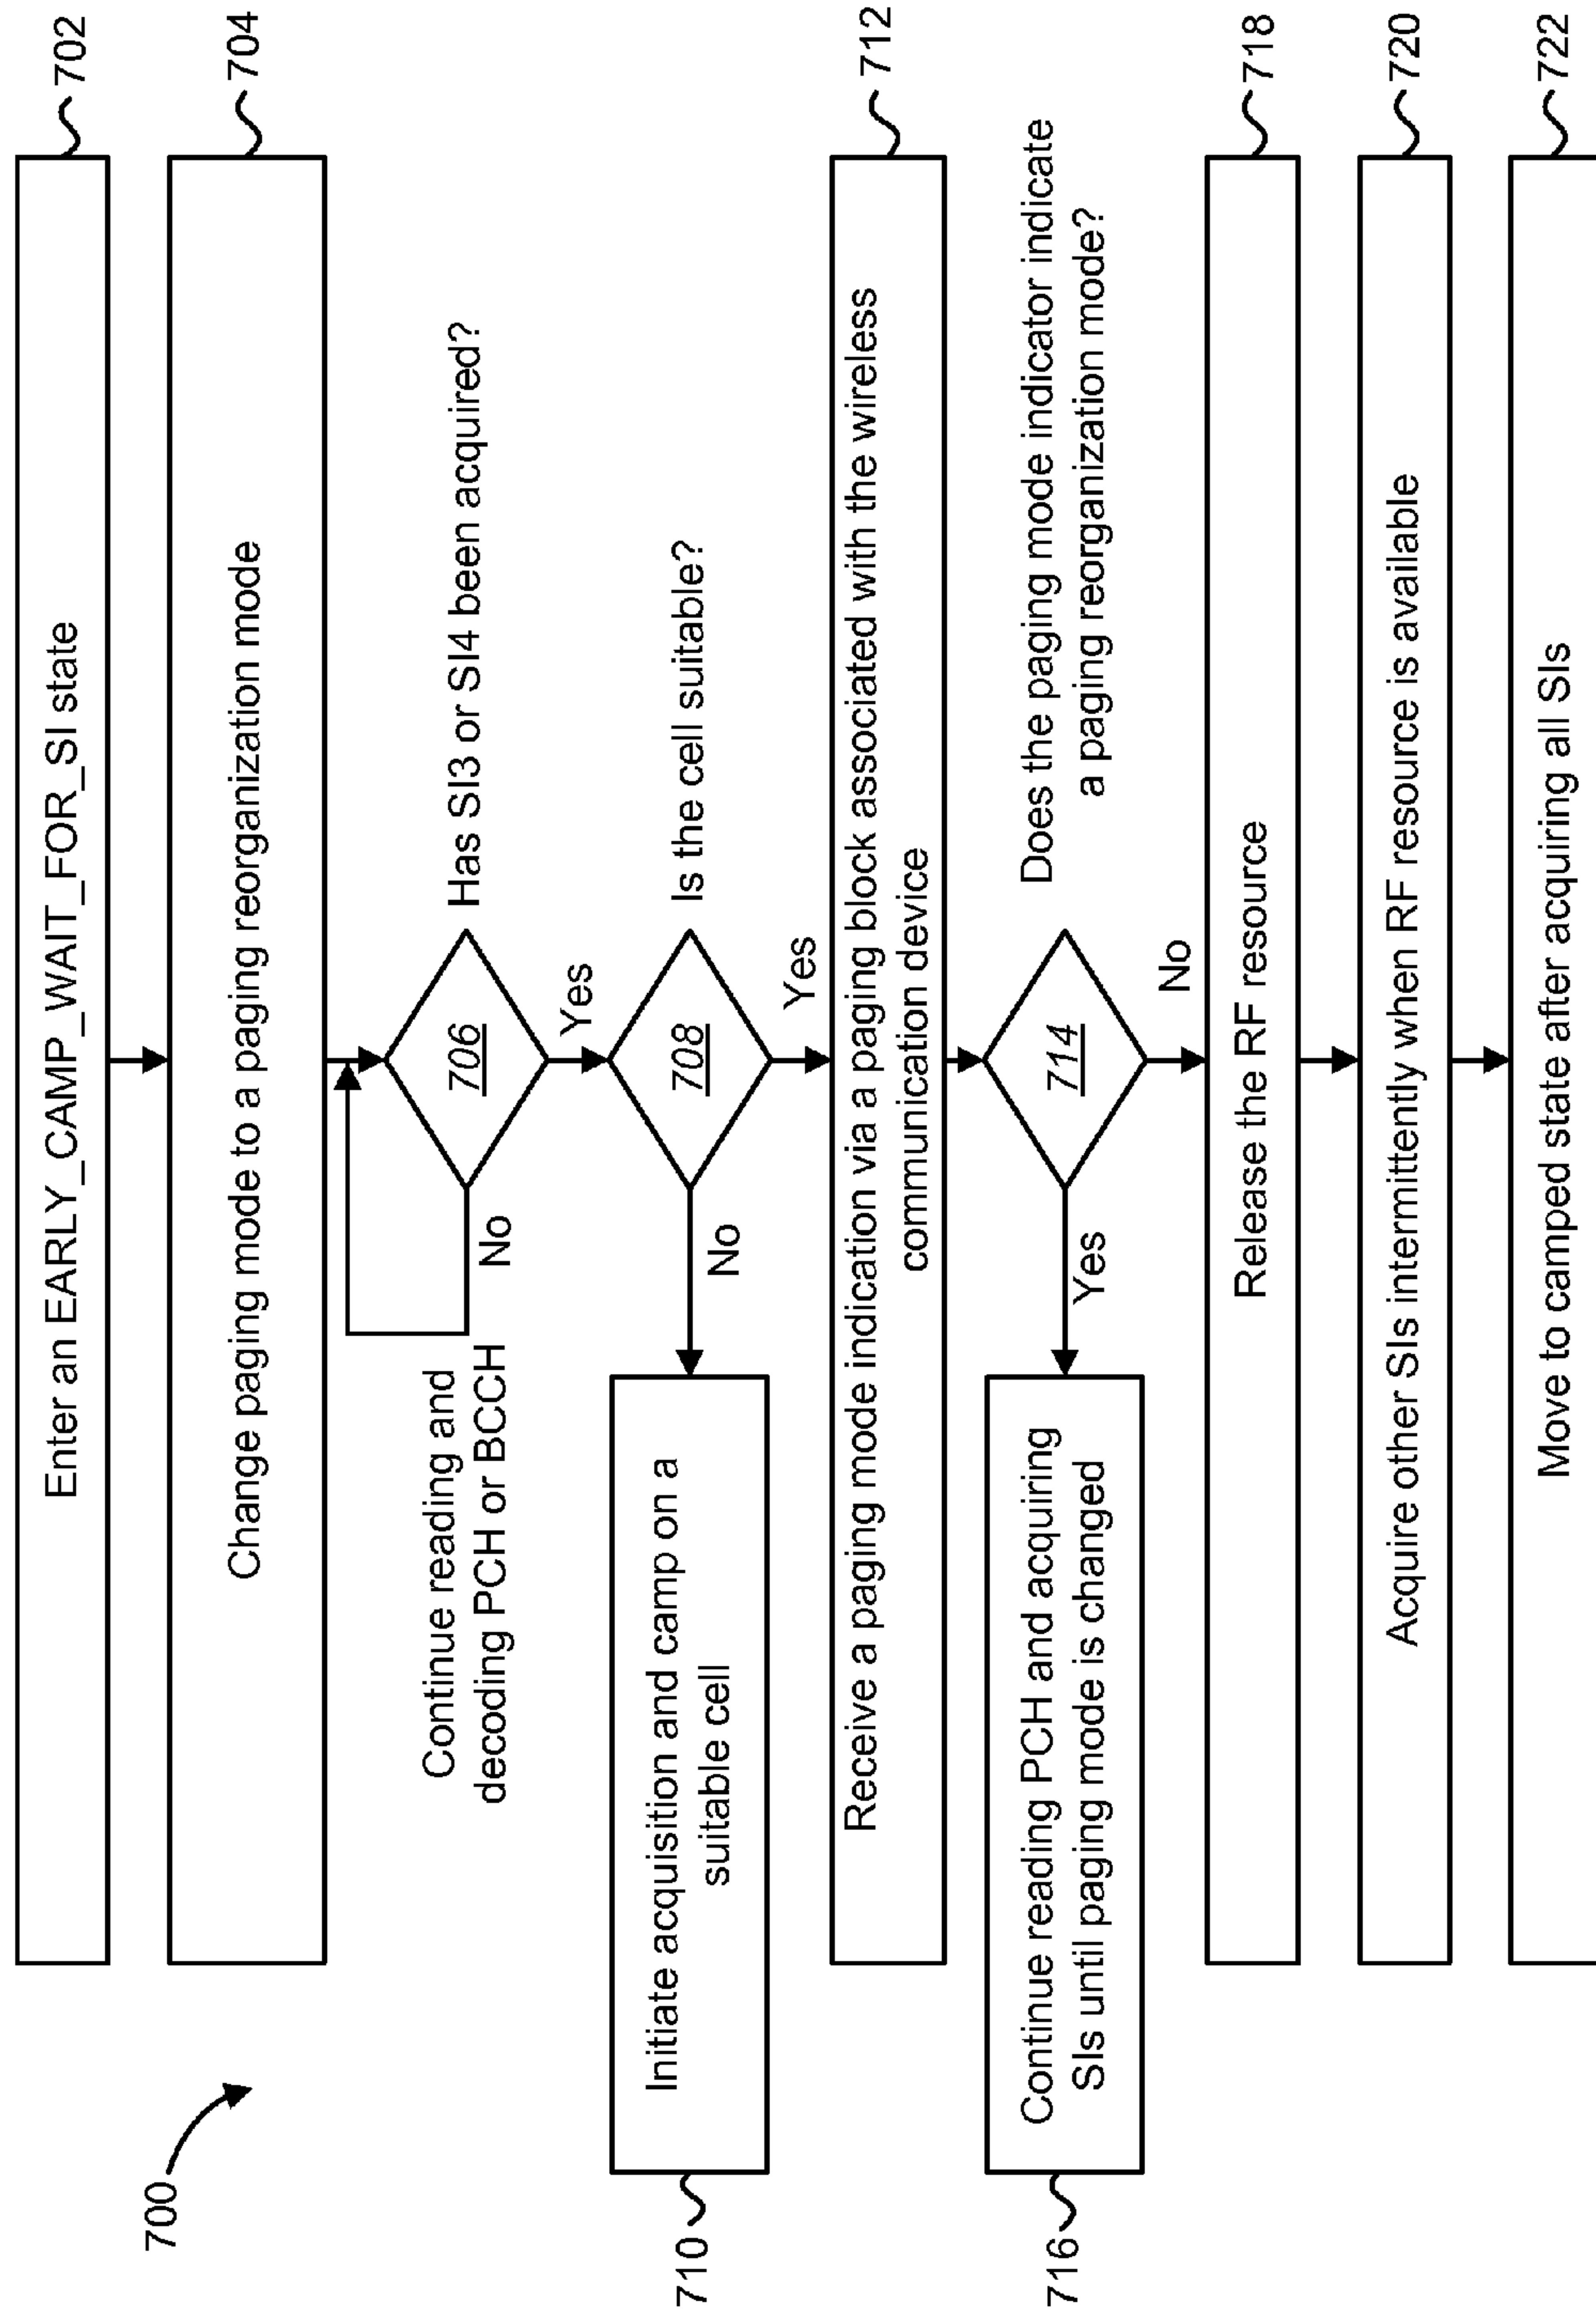 700
Enter an EARLY_CAMP_WAIT_FOR_SI state
702
Change paging mode to a paging reorganization mode
704
706
Has SI3 or SI4 been acquired?
Continue reading and
decoding PCH or BCCH
No
Yes
708
Is the cell suitable?
No
Yes
Initiate acquisition and camp on a
suitable cell
710
Receive a paging mode indication via a paging block associated with the wireless
communication device
712
714
Does the paging mode indicator indicate
a paging reorganization mode?
Yes
No
Continue reading PCH and acquiring
SIs until paging mode is changed
716
Release the RF resource
718
Acquire other SIs intermittently when RF resource is available
720
Move to camped state after acquiring all SIs
722